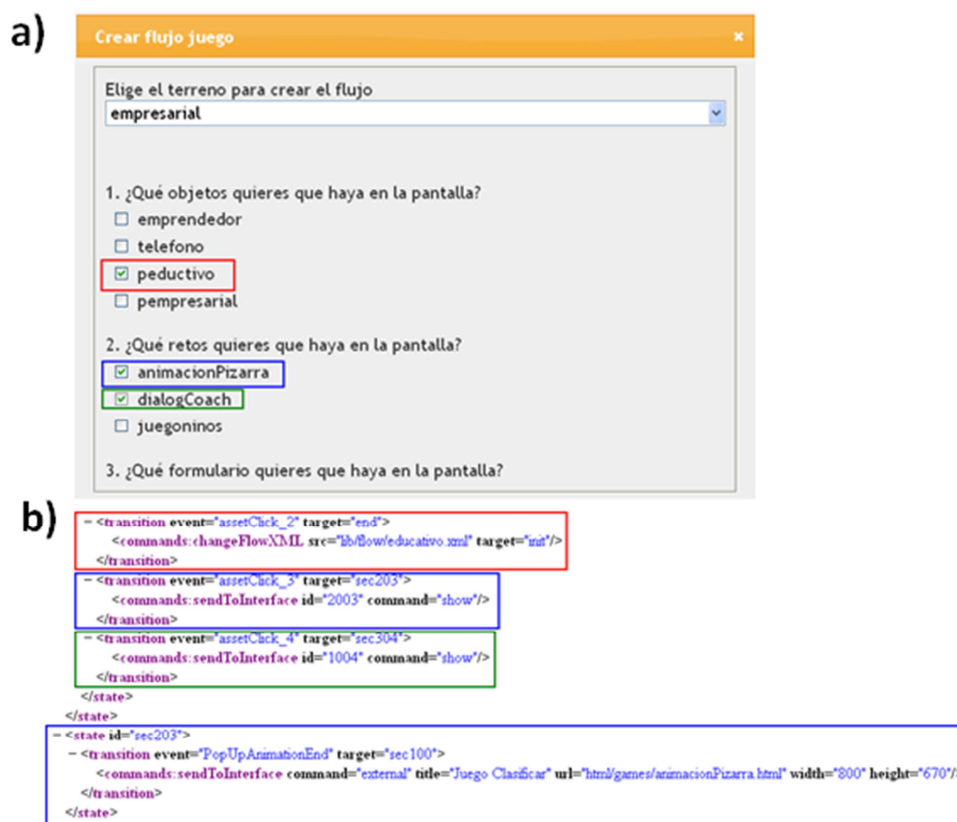 a)
Crear flujo juego
Elige el terreno para crear el flujo
empresarial
1. ¿Qué objetos quieres que haya en la pantalla?
emprendedor
telefono
peductivo
pempresarial
2. ¿Qué retos quieres que haya en la pantalla?
animacionPizarra
dialogCoach
juegoninos
3. ¿Qué formulario quieres que haya en la pantalla?
b)
– <transition event="assetClick_2" target="end">
<commands:changeFlowXML src="lib/flow/educativo.xml" target="init"/>
</transition>
– <transition event="assetClick_3" target="sec203">
<commands:sendToInterface id="2003" command="show"/>
</transition>
– <transition event="assetClick_4" target="sec304">
<commands:sendToInterface id="1004" command="show"/>
</transition>
</state>
</state>
– <state id="sec203">
– <transition event="PopUpAnimationEnd" target="sec100">
<commands:sendToInterface command="external" title="Juego Clasificar" url="html/games/animacionPizarra.html" width="800" height="670"/>
</transition>
</state>